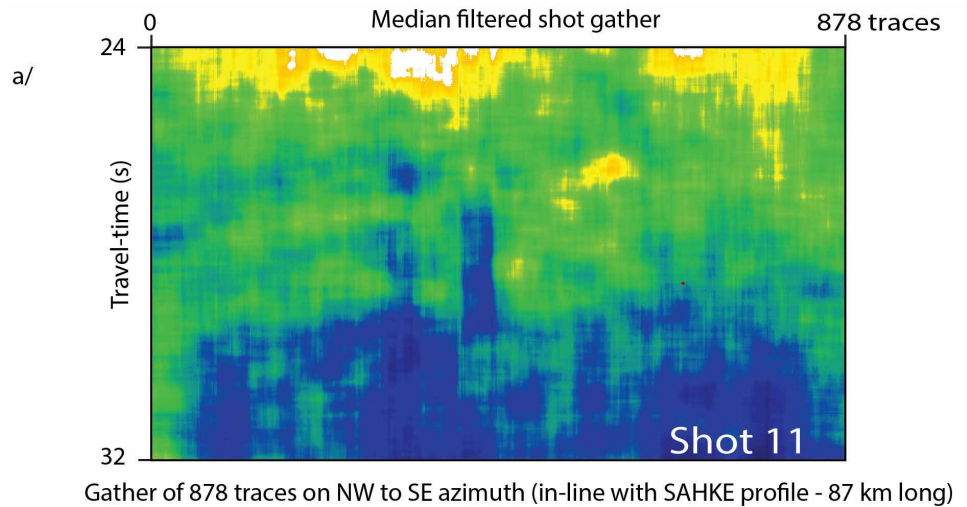 0 Median filtered shot gather 878 traces
24
a/
Travel-time (s)
32
Shot 11
Gather of 878 traces on NW to SE azimuth (in-line with SAHKE profile - 87 km long)